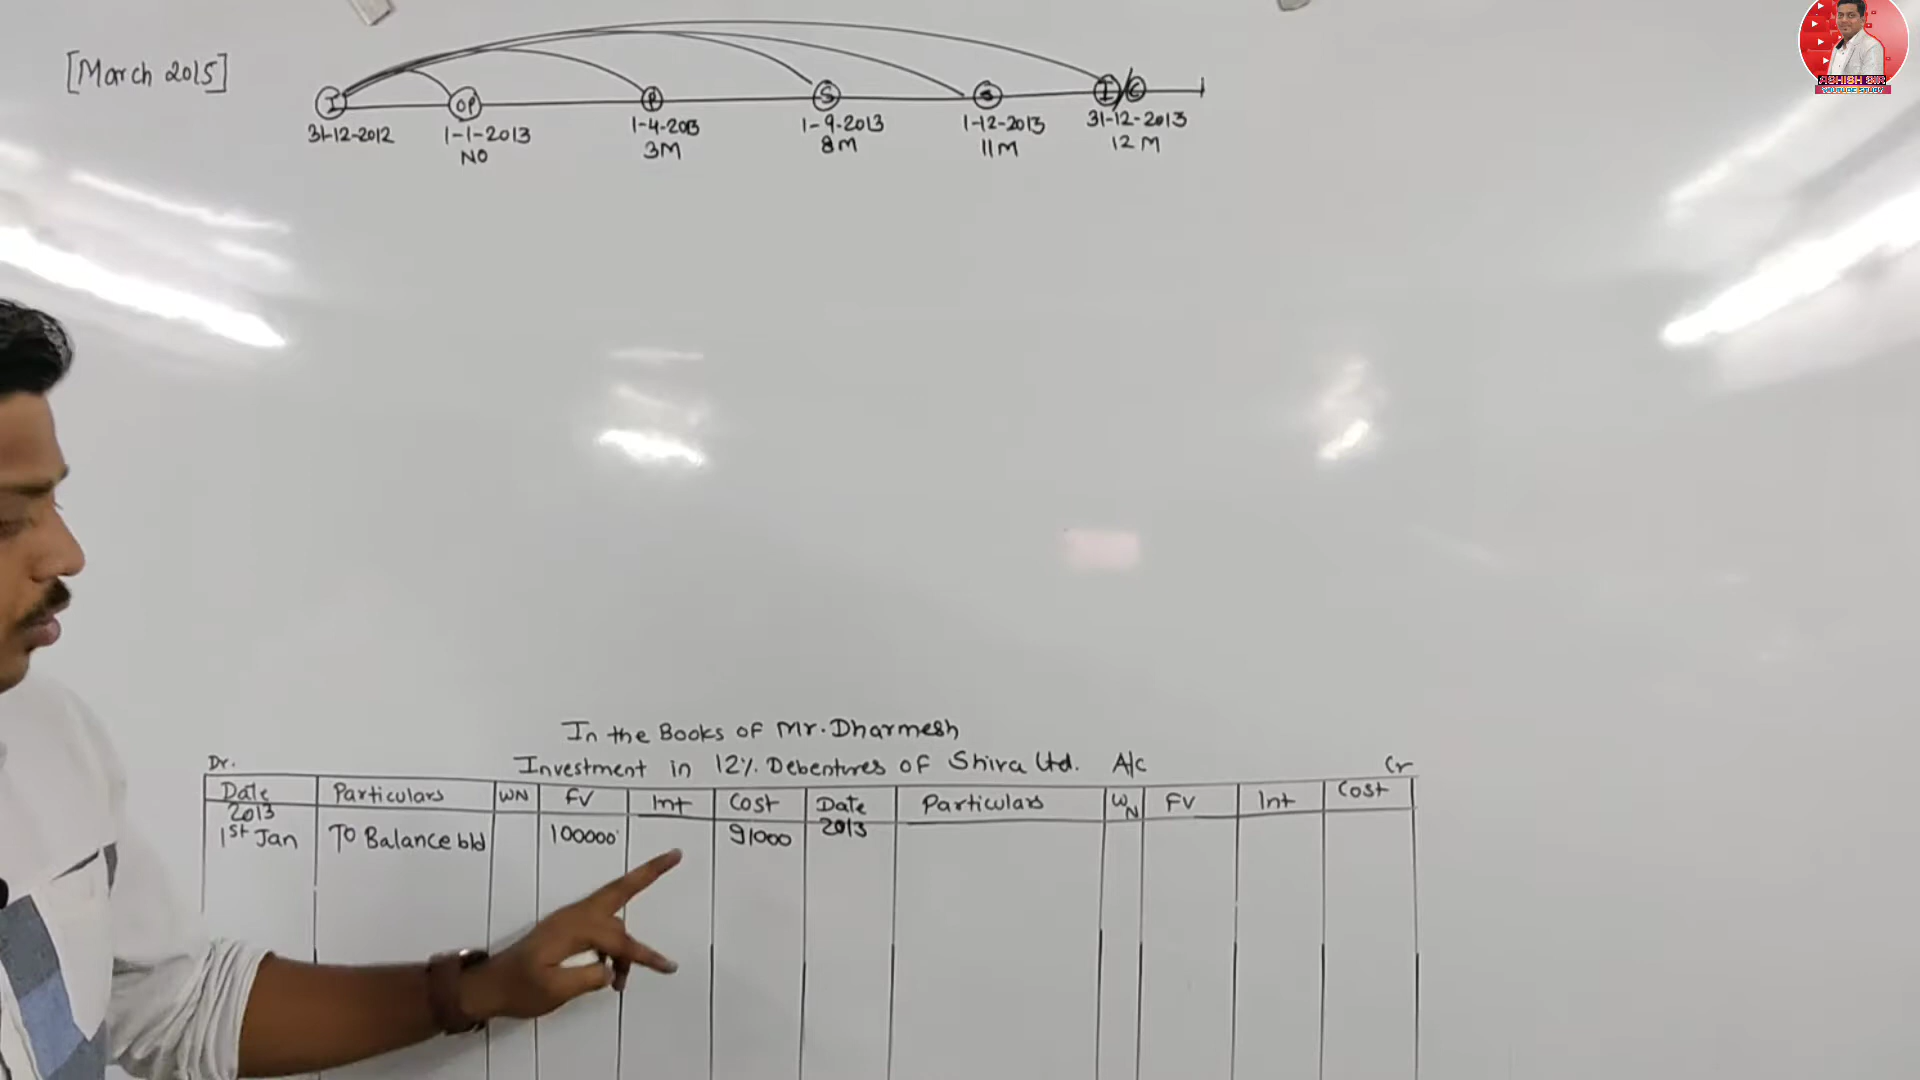 [March 2015]
I OP P S S I/C
31-12-2012 1-1-2013 1-4-2013 1-9-2013 1-12-2013 31-12-2013
NO 3M 8M 11M 12M
ASHISH SIR
In the Books of Mr. Dharmesh
Dr. Investment in 12% Debentures of Shiva Ltd. A/c Cr
Date Particulars WN FV Int Cost Date Particulars WN FV Int Cost
2013 2013
1st Jan To Balance b/d 100000 91000